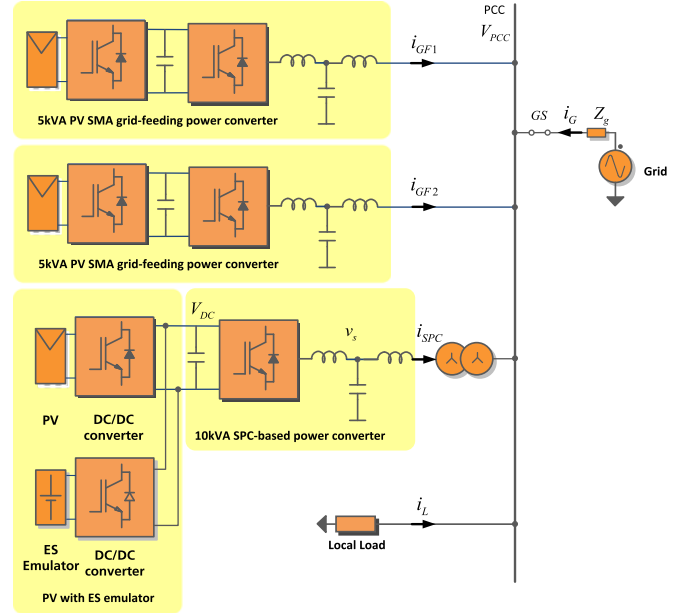 PCC
V_PCC
i_GF1
5kVA PV SMA grid-feeding power converter
GS
i_G
Z_g
Grid
i_GF2
5kVA PV SMA grid-feeding power converter
V_DC
v_s
i_SPC
PV
DC/DC
converter
10kVA SPC-based power converter
i_L
Local Load
ES
Emulator
DC/DC
converter
PV with ES emulator